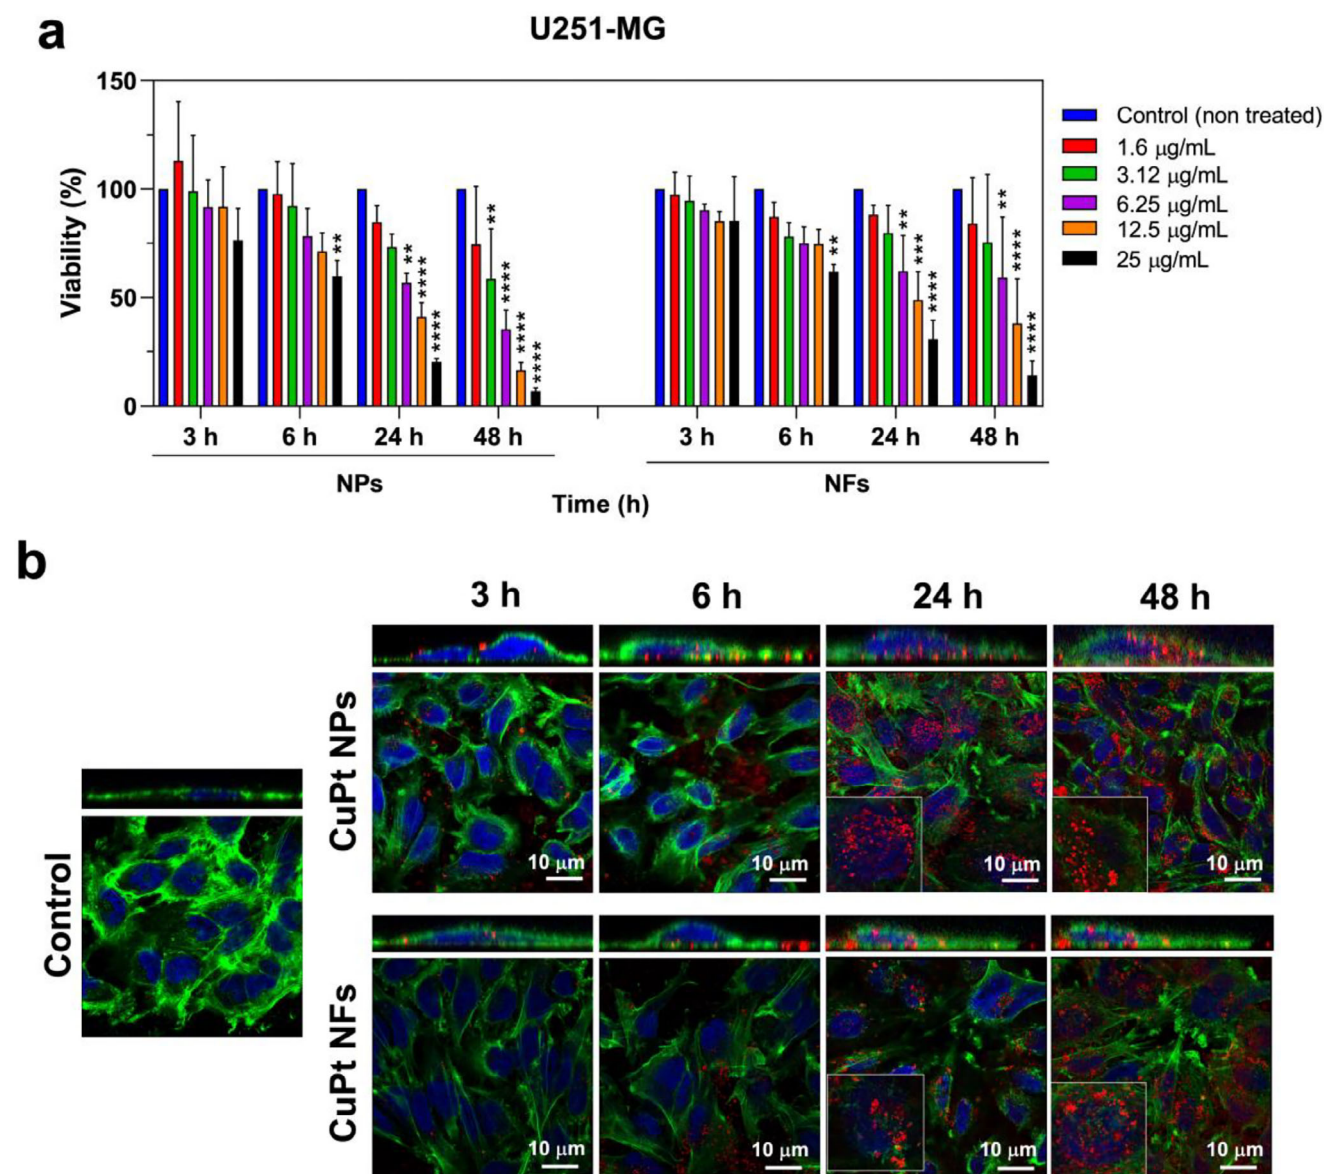 a
U251-MG
Viability (%)
150
100
50
0
** **** ** **** ** **** **** **** ** ** *** **** ** **** ****
3 h 6 h 24 h 48 h 3 h 6 h 24 h 48 h
NPs NFs
Time (h)
Control (non treated)
1.6 μg/mL
3.12 μg/mL
6.25 μg/mL
12.5 μg/mL
25 μg/mL
b
3 h 6 h 24 h 48 h
Control
CuPt NPs
10 μm 10 μm 10 μm 10 μm
CuPt NFs
10 μm 10 μm 10 μm 10 μm